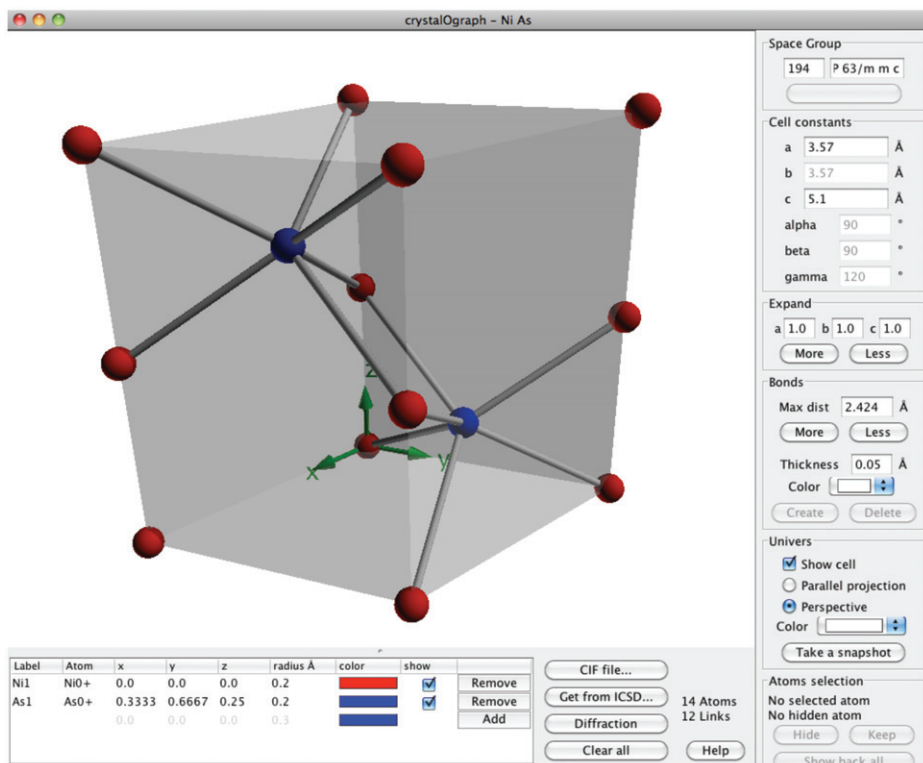 crystalOgraph - Ni As
Space Group
194 P 63/m m c
Cell constants
a 3.57 Å
b 3.57 Å
c 5.1 Å
alpha 90 °
beta 90 °
gamma 120 °
Expand
a 1.0 b 1.0 c 1.0
More Less
Bonds
Max dist 2.424 Å
More Less
Thickness 0.05 Å
Color
Create Delete
Univers
Show cell
Parallel projection
Perspective
Color
Take a snapshot
Atoms selection
No selected atom
No hidden atom
Hide Keep
Show back all
z
x y
Label Atom x y z radius Å color show
Ni1 Ni0+ 0.0 0.0 0.0 0.2 Remove
As1 As0+ 0.3333 0.6667 0.25 0.2 Remove
0.0 0.0 0.0 0.3 Add
CIF file...
Get from ICSD...
Diffraction
Clear all
14 Atoms
12 Links
Help